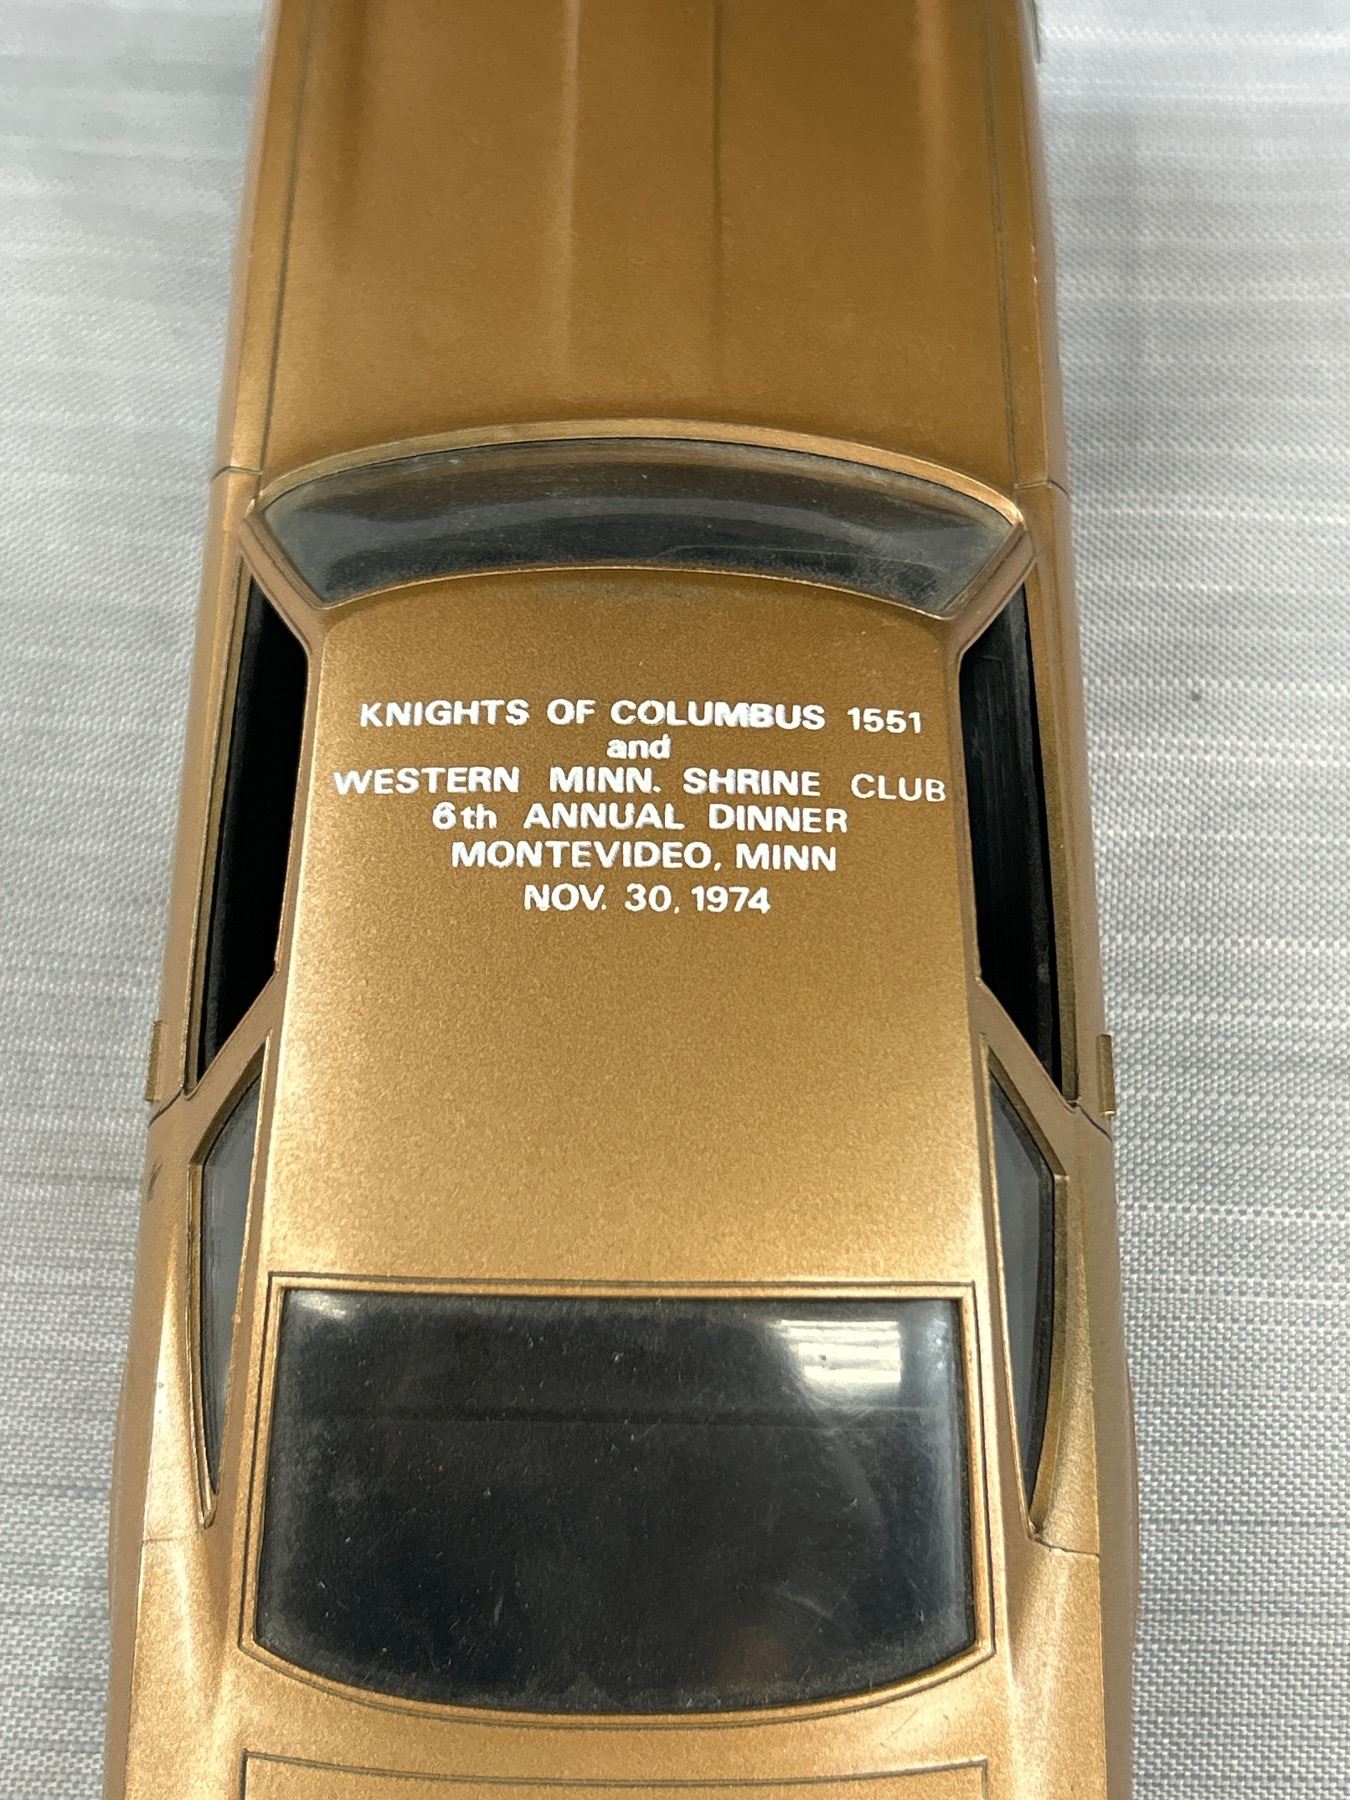 KNIGHTS OF COLUMBUS 1551
and
WESTERN MINN. SHRINE CLUB
6th ANNUAL DINNER
MONTEVIDEO, MINN
NOV. 30, 1974